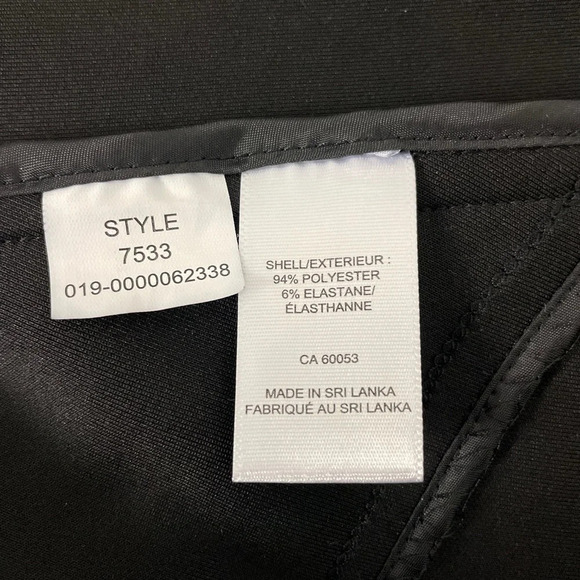 STYLE
7533
019-0000062338
SHELL/EXTERIEUR :
94% POLYESTER
6% ELASTANE/
ÉLASTHANNE
CA 60053
MADE IN SRI LANKA
FABRIQUÉ AU SRI LANKA